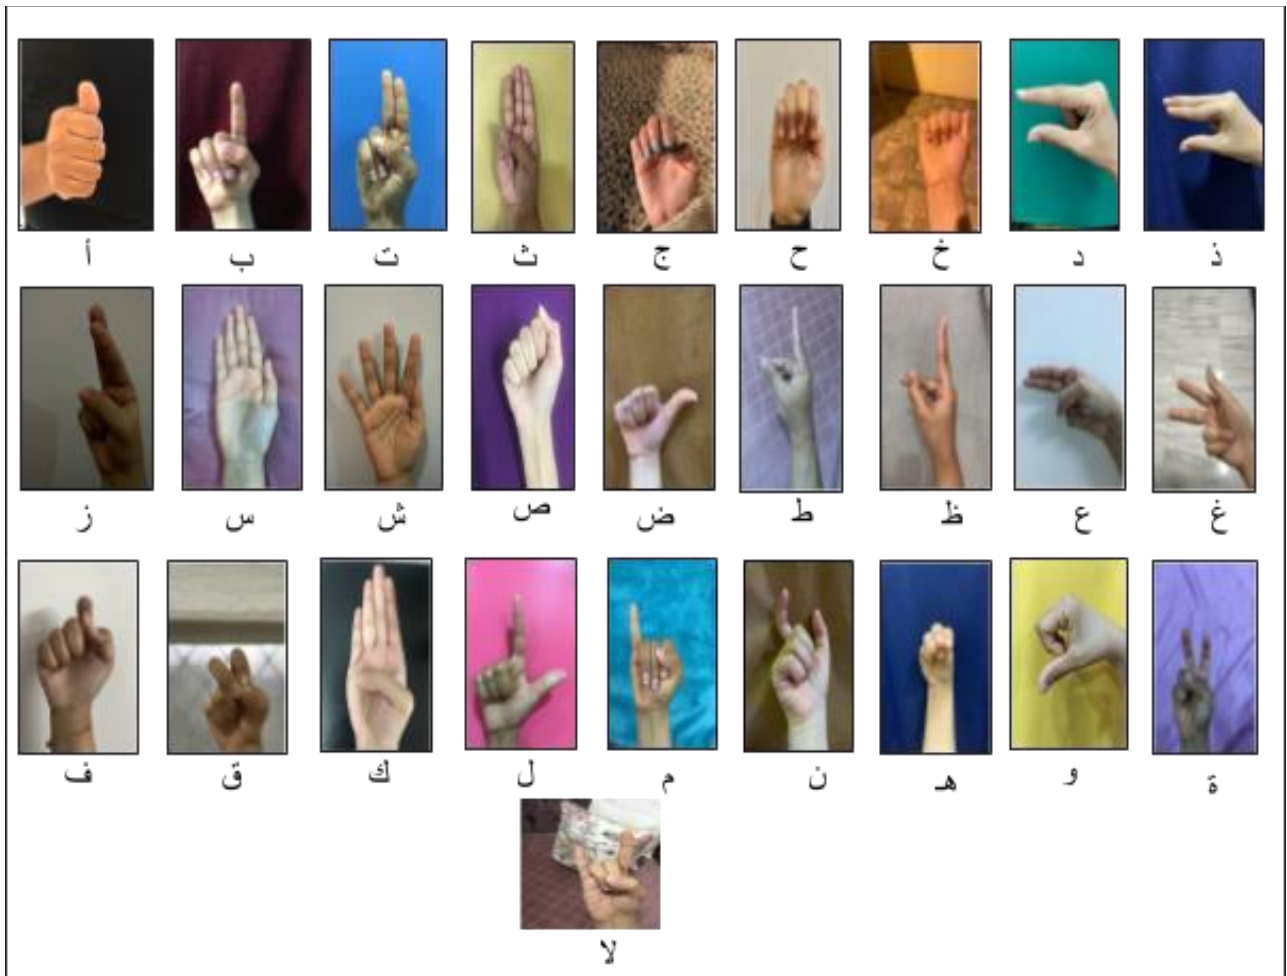 أ ب ت ث ج ح خ د ذ
ز س ش ص ض ط ظ ع غ
ف ق ك ل م ن هـ و ة
لا